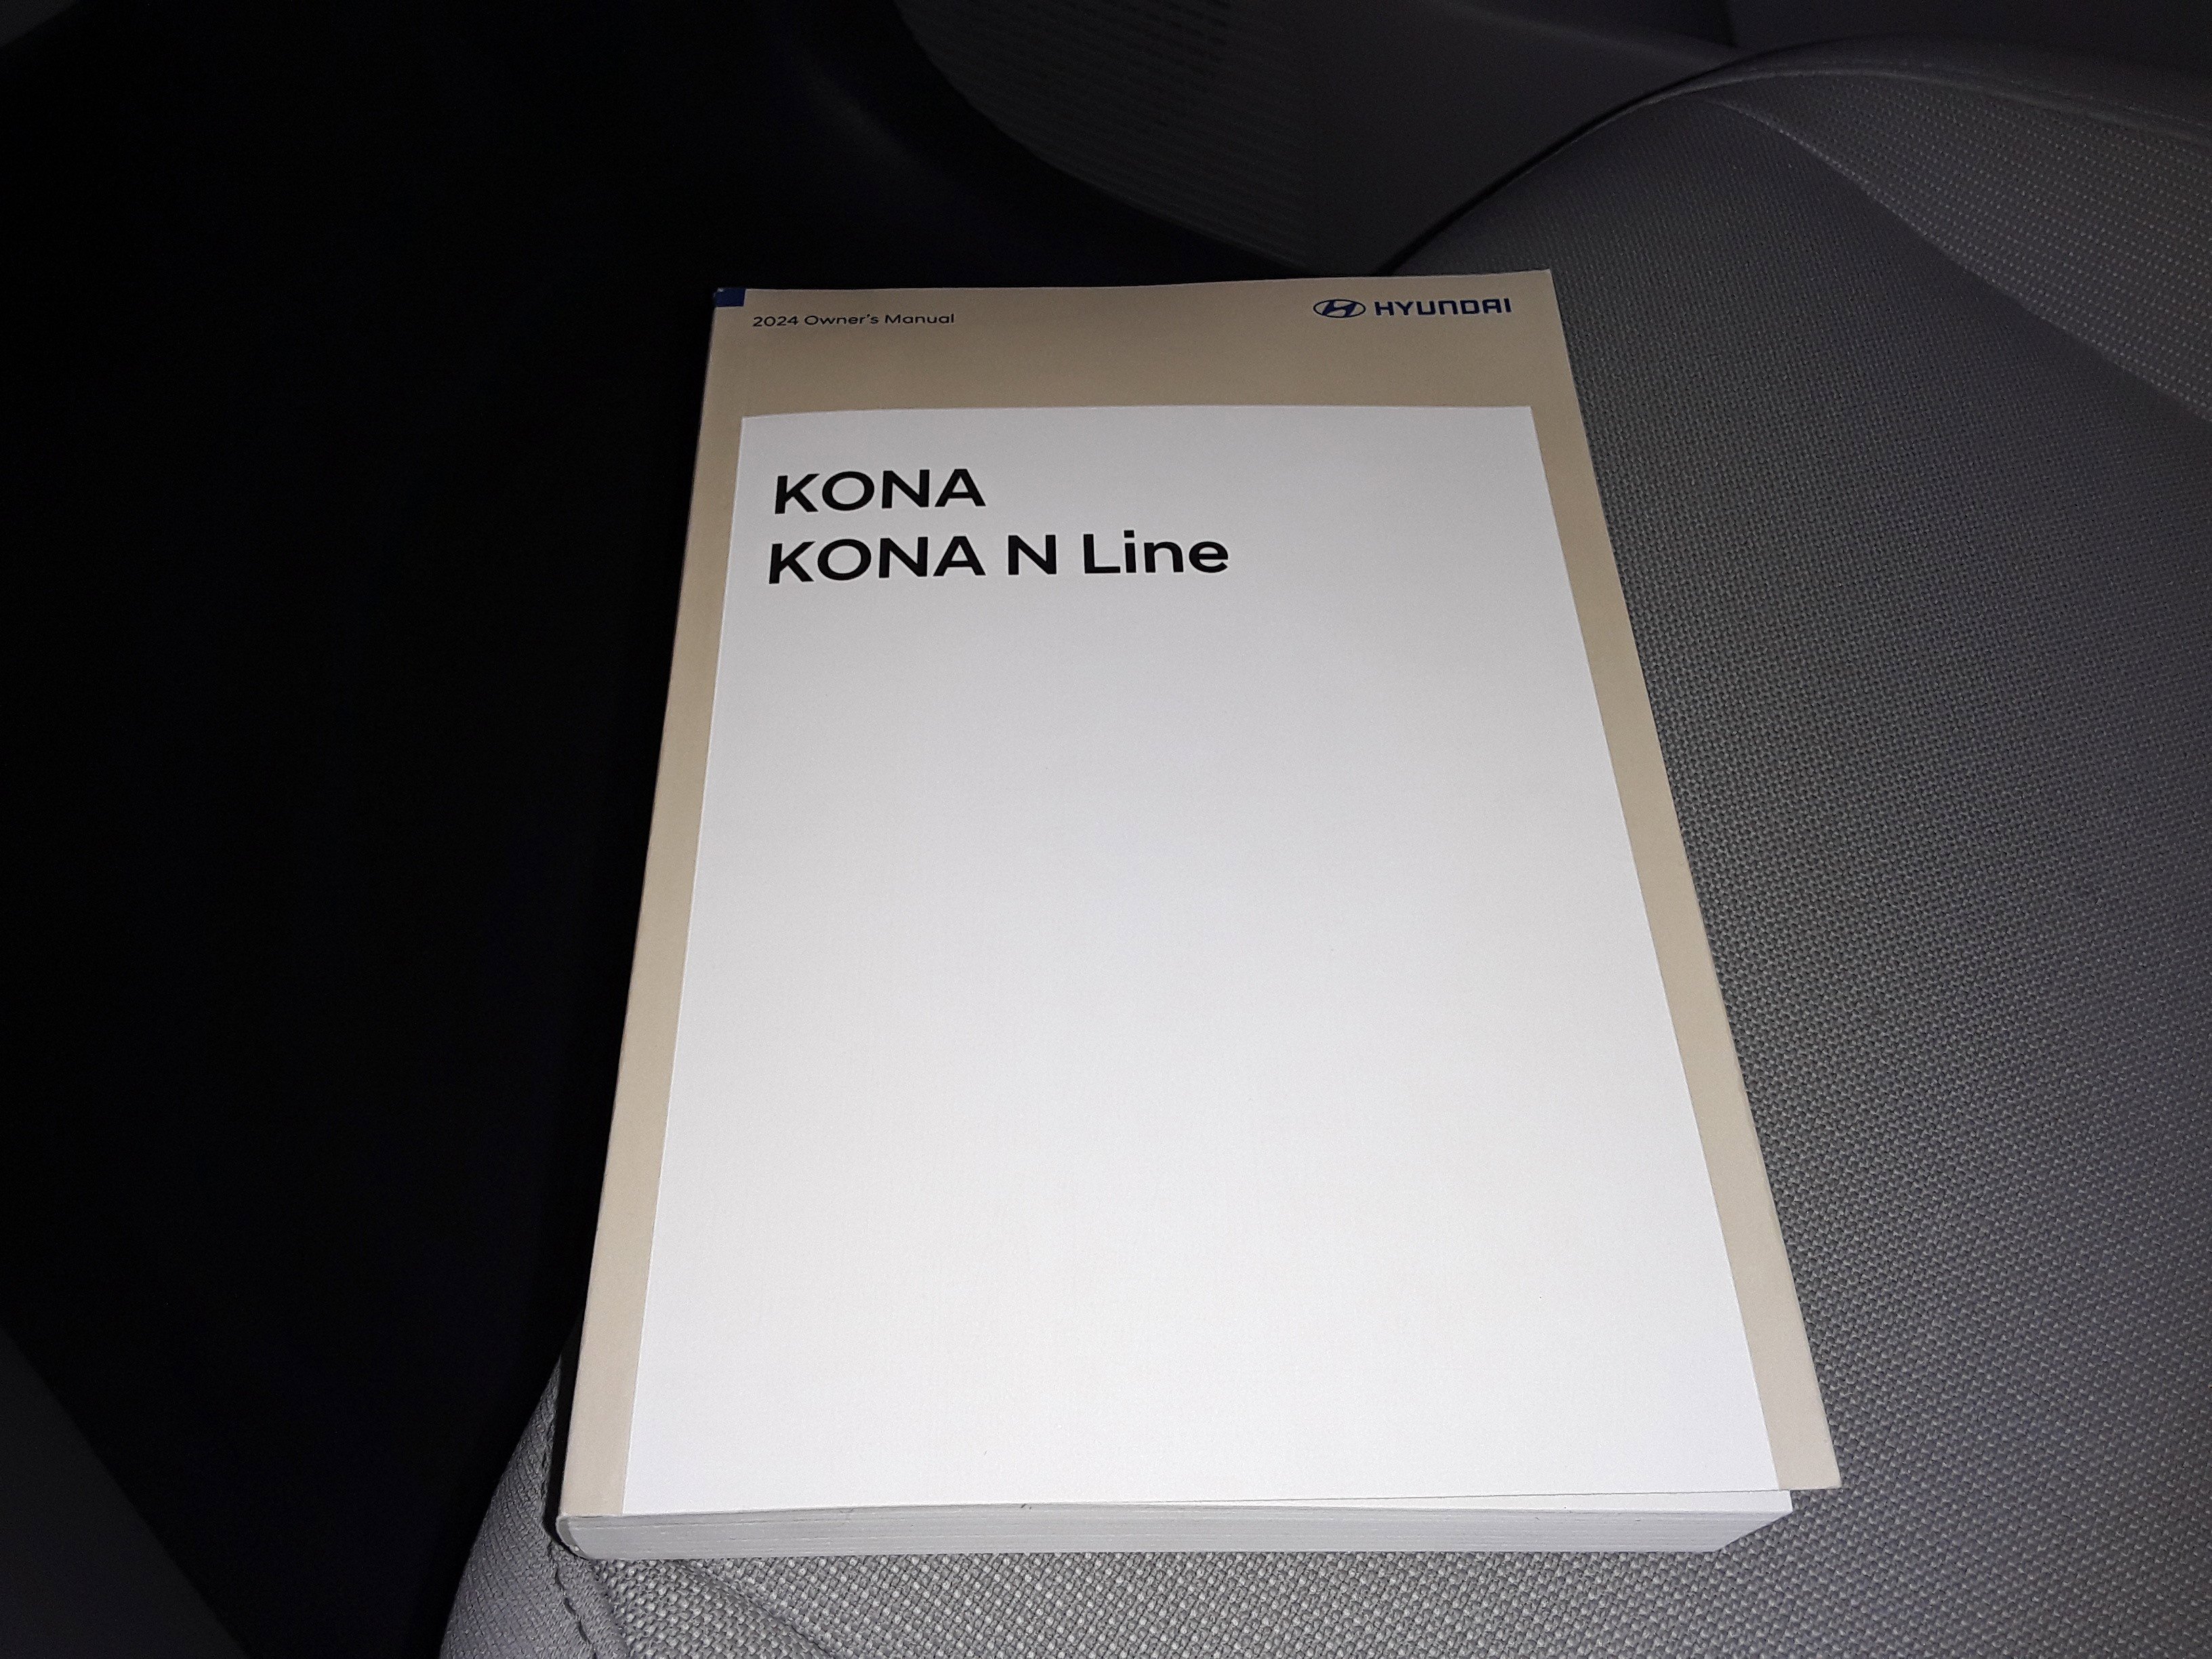 2024 Owner's Manual
HYUNDAI
KONA
KONA N Line